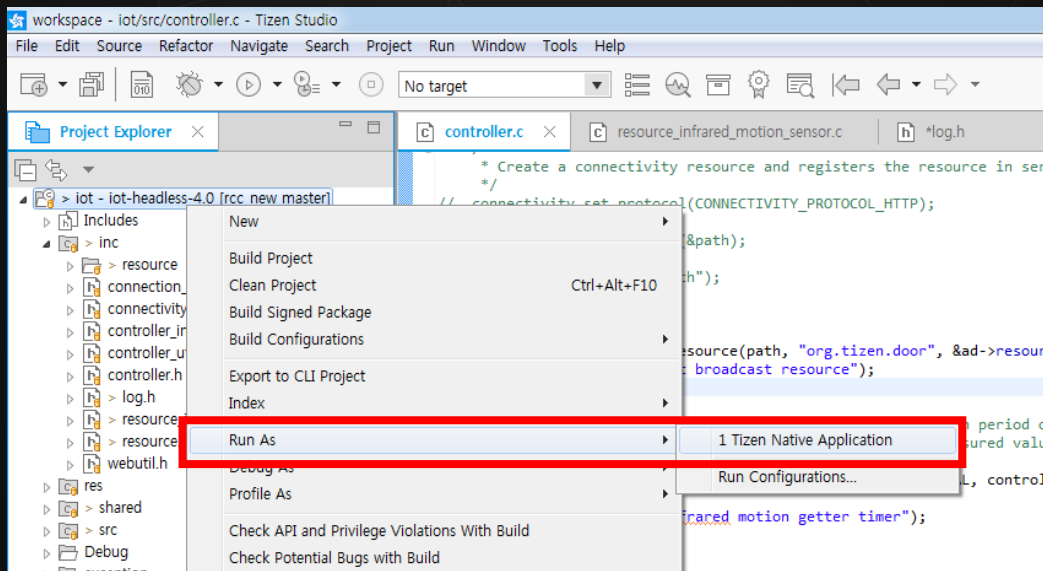 workspace - iot/src/controller.c - Tizen Studio
File Edit Source Refactor Navigate Search Project Run Window Tools Help
010
No target
Project Explorer
c controller.c
c resource_infrared_motion_sensor.c
h *log.h
> iot - iot-headless-4.0 [rcc new master]
Includes
> inc
> resource
connection_
connectivity
controller_in
controller_u
controller.h
> log.h
> resource_
> resource
webutil.h
res
> shared
> src
Debug
New
Build Project
Clean Project Ctrl+Alt+F10
Build Signed Package
Build Configurations
Export to CLI Project
Index
Run As
Debug As
Profile As
Check API and Privilege Violations With Build
Check Potential Bugs with Build
1 Tizen Native Application
Run Configurations...
* Create a connectivity resource and registers the resource in ser
*/
// connectivity_set_protocol(CONNECTIVITY_PROTOCOL_HTTP);
(&path);
th");
esource(path, "org.tizen.door", &ad->resour
t broadcast resource");
period o
sured valu
L, control
frared motion getter timer");